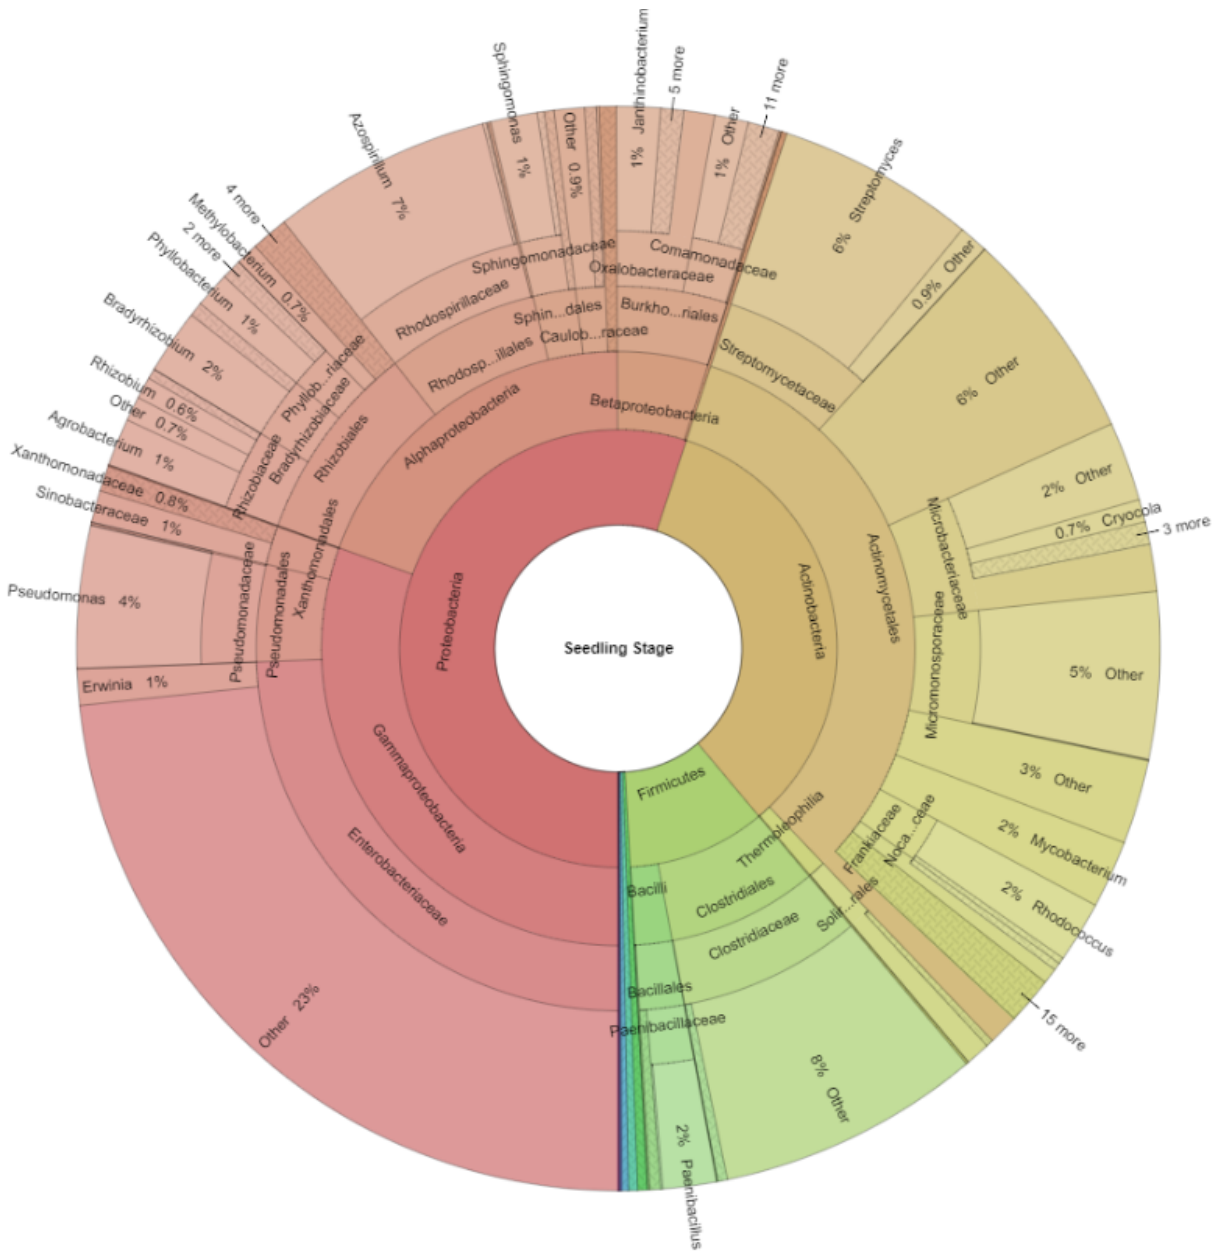 Seedling Stage
Proteobacteria
Actinobacteria
Firmicutes
Alphaproteobacteria
Betaproteobacteria
Gammaproteobacteria
Actinomycetales
Thermoleophilia
Bacilli
Clostridiales
Clostridiaceae
Bacillales
Paenibacillaceae
2% Paenibacillus
8% Other
Solir...rales
Frankiaceae
Noca...ceae
15 more
2% Rhodococcus
2% Mycobacterium
3% Other
Micromonosporaceae
5% Other
Microbacteriaceae
3 more
0.7% Cryocola
2% Other
6% Other
0.9% Other
6% Streptomyces
Streptomycetaceae
11 more
1% Other
Comamonadaceae
5 more
1% Janthinobacterium
Oxalobacteraceae
Burkho...riales
Other 0.9%
Sphingomonas 1%
Sphingomonadaceae
Sphin...dales
Caulob...raceae
Azospirillum 7%
Rhodospirillaceae
Rhodosp...illales
4 more
Methylobacterium 0.7%
2 more
Phyllobacterium 1%
Bradyrhizobium 2%
Rhizobium 0.6%
Other 0.7%
Agrobacterium 1%
Phyllob...riaceae
Bradyrhizobiaceae
Rhizobiaceae
Rhizobiales
Xanthomonadaceae 0.8%
Sinobacteraceae 1%
Xanthomonadales
Pseudomonas 4%
Pseudomonadaceae
Pseudomonadales
Erwinia 1%
Enterobacteriaceae
Other 23%